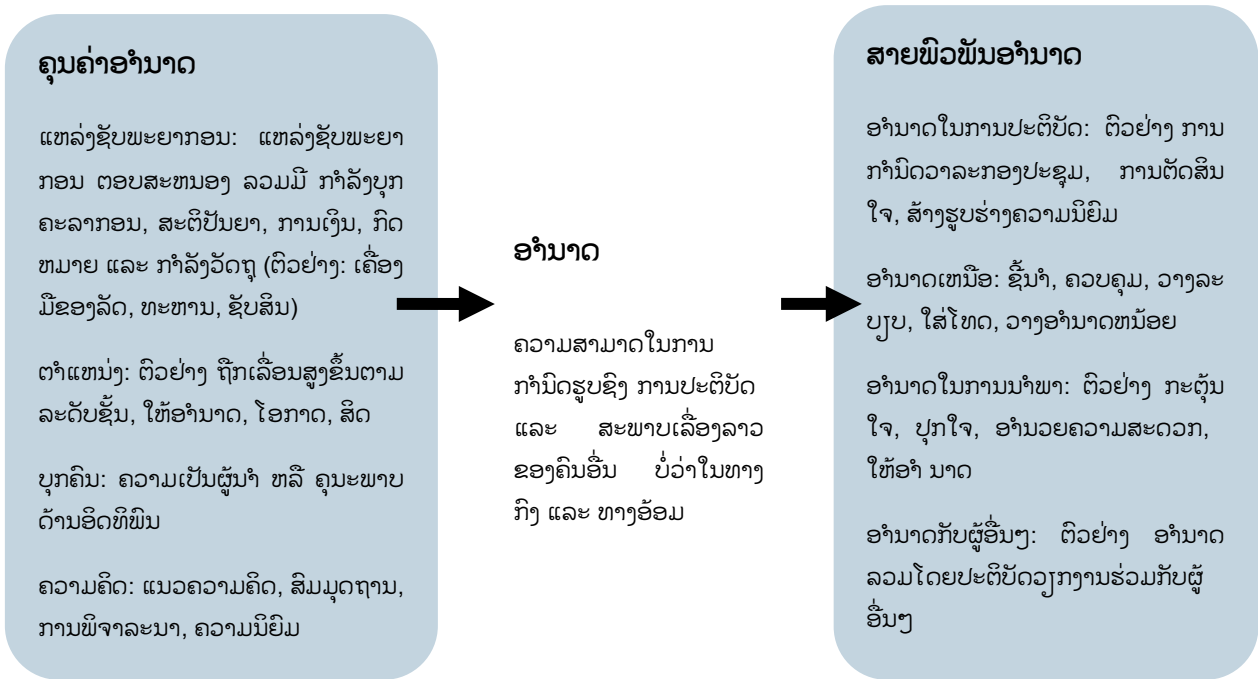 ຄຸນຄ່າອຳນາດ
ແຫລ່ງຊັບພະຍາກອນ: ແຫລ່ງຊັບພະຍາ
ກອນ ຕອບສະຫນອງ ລວມມີ ກຳລັງບຸກ
ຄະລາກອນ, ສະຕິປັນຍາ, ການເງິນ, ກົດ
ຫມາຍ ແລະ ກຳລັງວັດຖຸ (ຕົວຢ່າງ: ເຄື່ອງ
ມືຂອງລັດ, ທະຫານ, ຊັບສິນ)
ຕຳແຫນ່ງ: ຕົວຢ່າງ ຖືກເລື່ອນສູງຂຶ້ນຕາມ
ລະດັບຊັ້ນ, ໃຫ້ອຳນາດ, ໂອກາດ, ສິດ
ບຸກຄົນ: ຄວາມເປັນຜູ້ນຳ ຫລື ຄຸນະພາບ
ດ້ານອິດທິພົນ
ຄວາມຄິດ: ແນວຄວາມຄິດ, ສົມມຸດຖານ,
ການພິຈາລະນາ, ຄວາມນິຍົມ
ອຳນາດ
ຄວາມສາມາດໃນການ
ກຳນົດຮູບຊົງ ການປະຕິບັດ
ແລະ ສະພາບເລື່ອງລາວ
ຂອງຄົນອື່ນ ບໍ່ວ່າໃນທາງ
ກົງ ແລະ ທາງອ້ອມ
ສາຍພົວພັນອຳນາດ
ອຳນາດໃນການປະຕິບັດ: ຕົວຢ່າງ ການ
ກຳນົດວາລະກອງປະຊຸມ, ການຕັດສິນ
ໃຈ, ສ້າງຮູບຮ່າງຄວາມນິຍົມ
ອຳນາດເຫນືອ: ຊີ້ນຳ, ຄວບຄຸມ, ວາງລະ
ບຽບ, ໃສ່ໂທດ, ວາງອຳນາດຫນ້ອຍ
ອຳນາດໃນການນຳພາ: ຕົວຢ່າງ ກະຕຸ້ນ
ໃຈ, ປຸກໃຈ, ອຳນວຍຄວາມສະດວກ,
ໃຫ້ອຳ ນາດ
ອຳນາດກັບຜູ້ອື່ນໆ: ຕົວຢ່າງ ອຳນາດ
ລວມໂດຍປະຕິບັດວຽກງານຮ່ວມກັບຜູ້
ອື່ນໆ